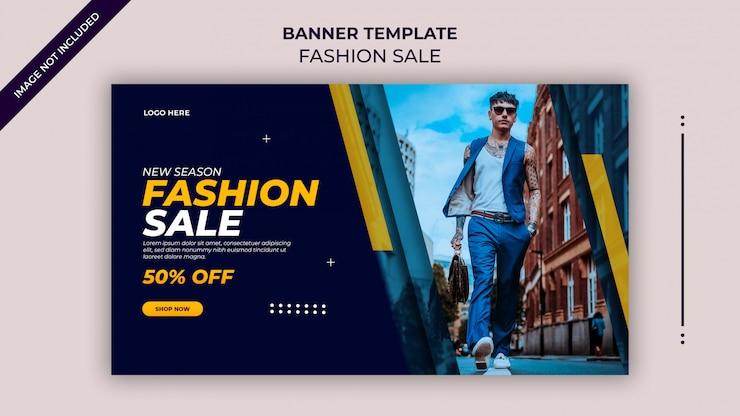 IMAGE NOT INCLUDED
BANNER TEMPLATE
FASHION SALE
LOGO HERE
NEW SEASON
FASHION
SALE
Lorem ipsum dolor sit amet, consectetuer adipiscing
elit, sed diam nonummy nibh euismod tincidunt ut
laoreet dolore magna.
50% OFF
SHOP NOW